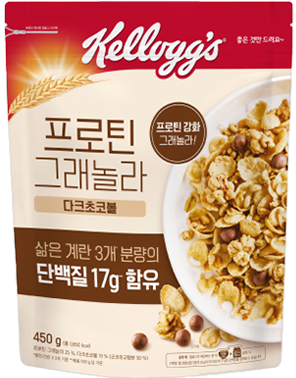 Kellogg's
좋은 것만 드려요~
프로틴
그래놀라
다크초코볼
프로틴 강화
그래놀라!
삶은 계란 3개 분량의
단백질 17g 함유
450 g